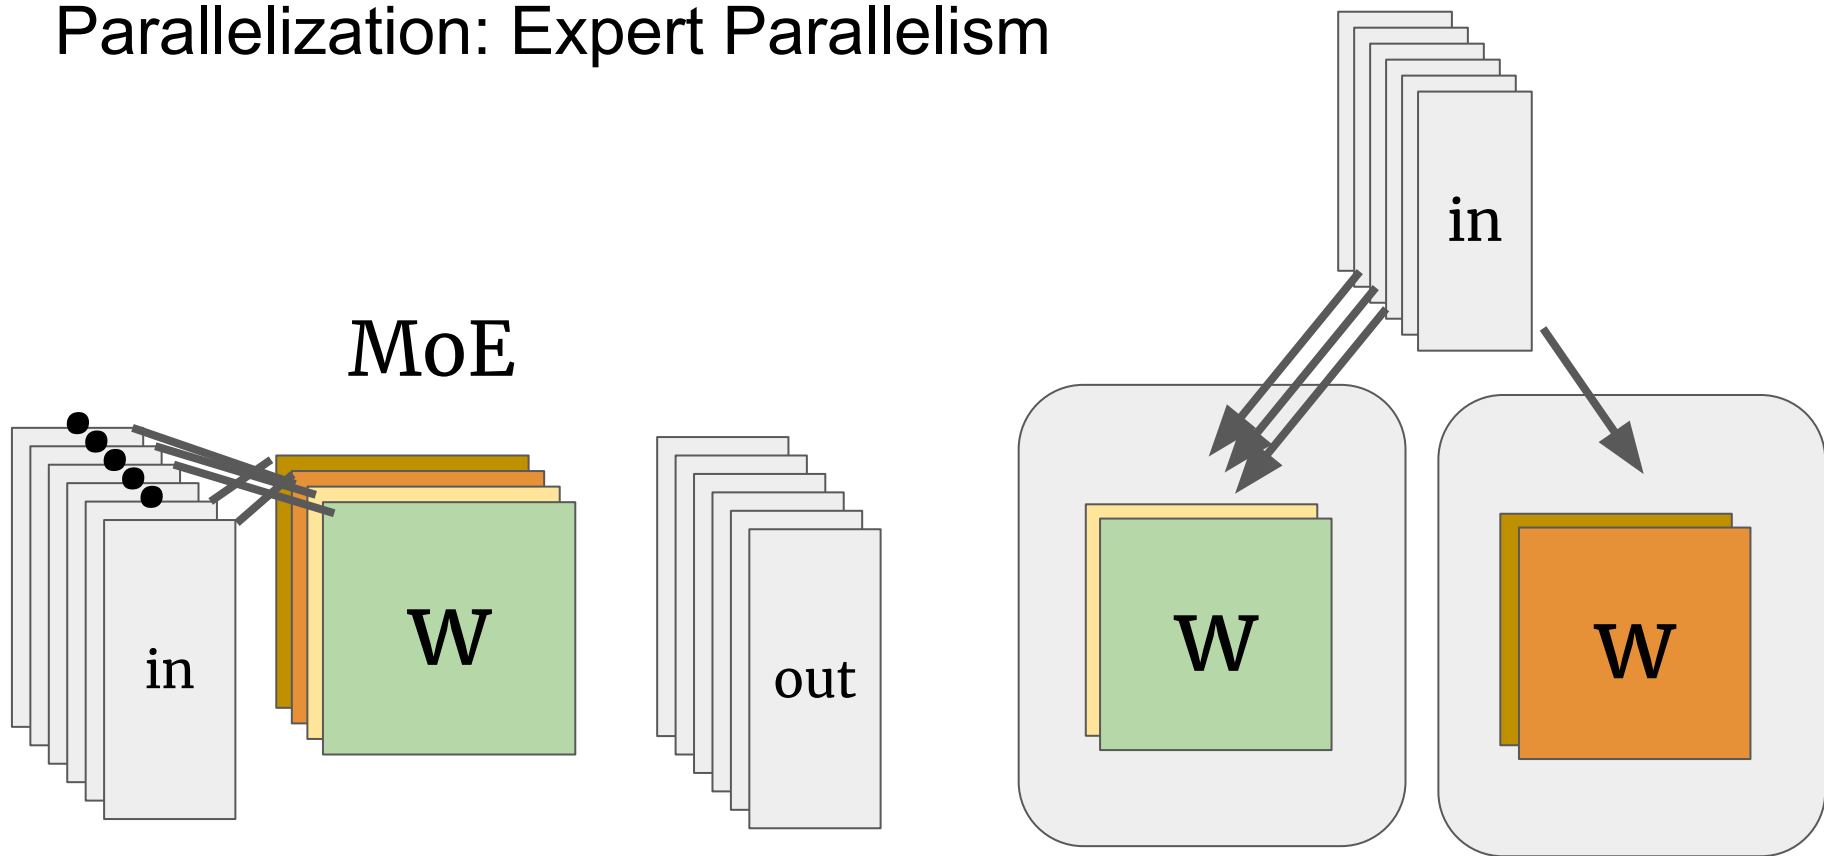 Parallelization: Expert Parallelism
in
MoE
in
W
out
W
W